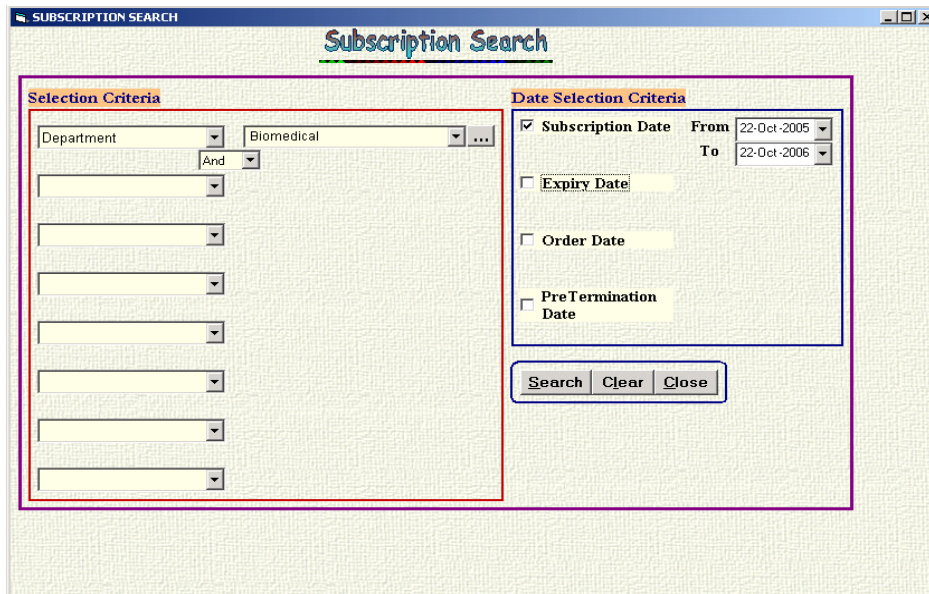 SUBSCRIPTION SEARCH
Subscription Search
Selection Criteria
Department
Biomedical
...
And
Date Selection Criteria
Subscription Date From 22-Oct-2005
To 22-Oct-2006
Expiry Date
Order Date
PreTermination
Date
Search Clear Close